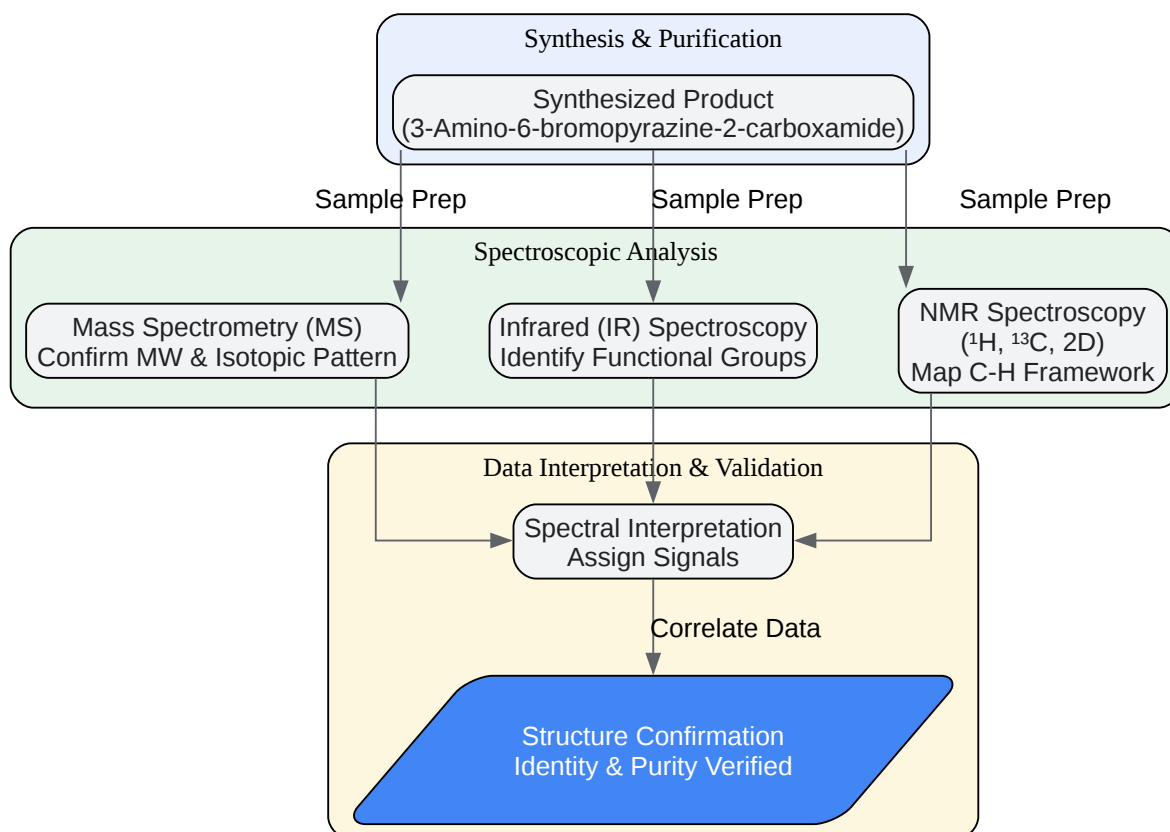 Synthesis & Purification
Synthesized Product
(3-Amino-6-bromopyrazine-2-carboxamide)
Sample Prep
Sample Prep
Sample Prep
Spectroscopic Analysis
Mass Spectrometry (MS)
Confirm MW & Isotopic Pattern
Infrared (IR) Spectroscopy
Identify Functional Groups
NMR Spectroscopy
(¹H, ¹³C, 2D)
Map C-H Framework
Data Interpretation & Validation
Spectral Interpretation
Assign Signals
Correlate Data
Structure Confirmation
Identity & Purity Verified